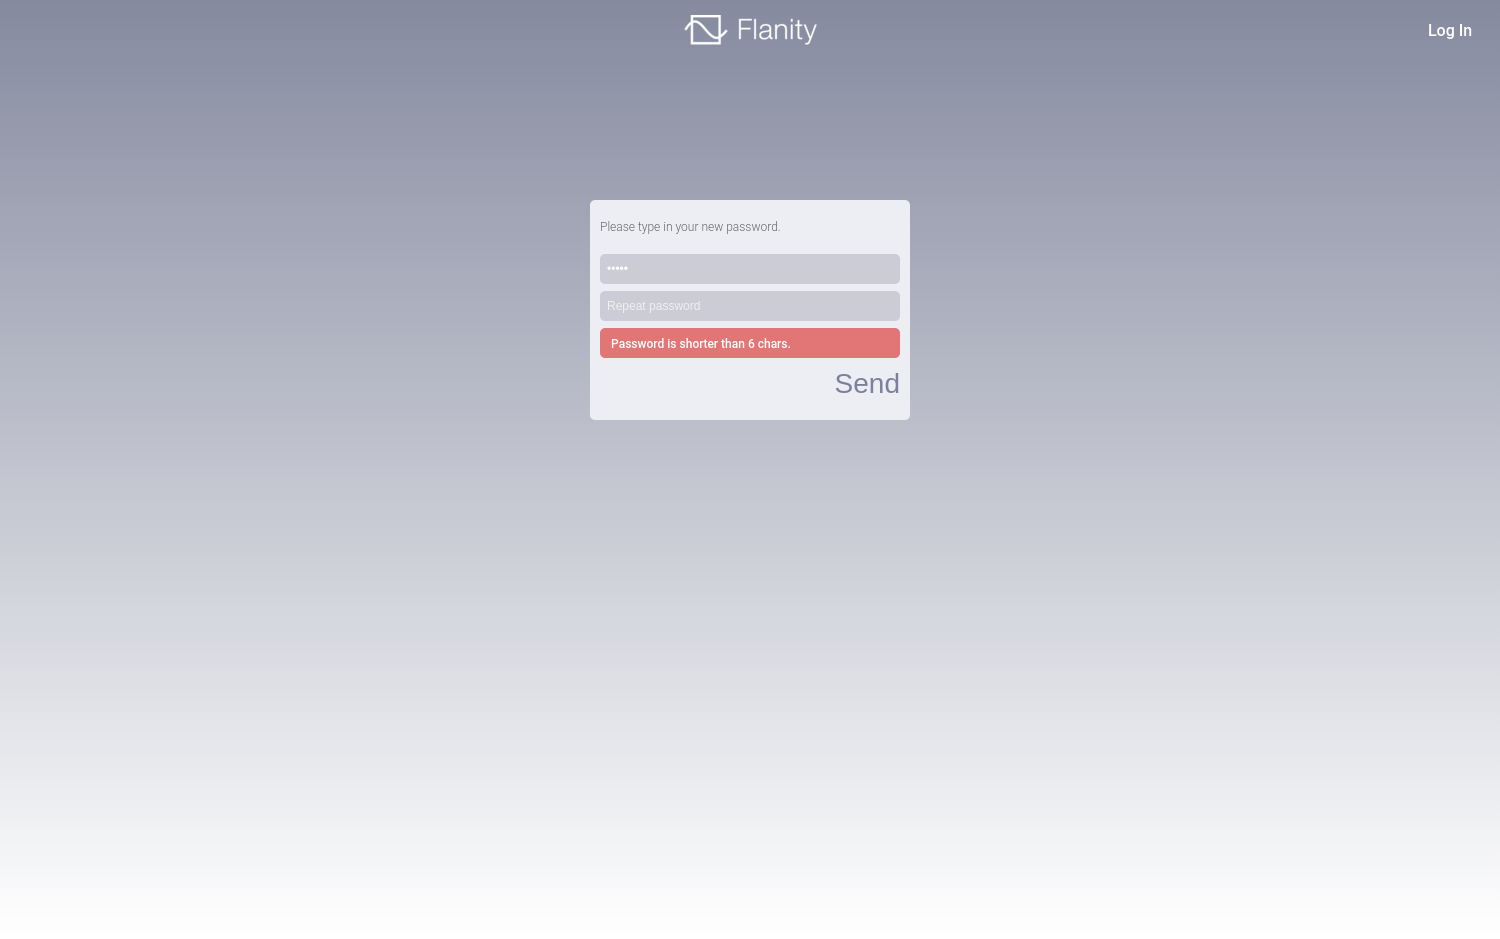 Flanity
Log In
Please type in your new password.
•••••
Repeat password
Password is shorter than 6 chars.
Send